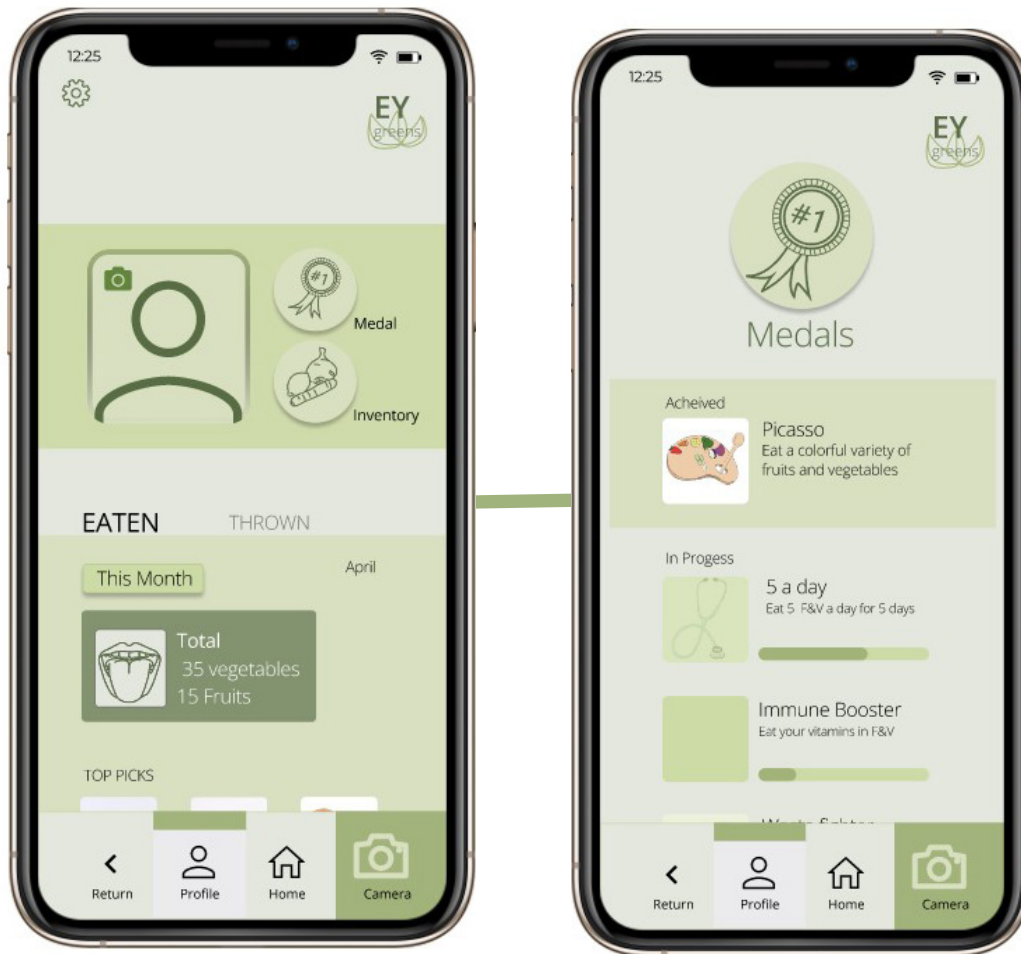 12:25
EY
greens
#1
Medal
Inventory
EATEN
THROWN
This Month
April
Total
35 vegetables
15 Fruits
TOP PICKS
Return
Profile
Home
Camera
12:25
EY
greens
#1
Medals
Acheived
Picasso
Eat a colorful variety of
fruits and vegetables
In Progess
5 a day
Eat 5 F&V a day for 5 days
Immune Booster
Eat your vitamins in F&V
Return
Profile
Home
Camera